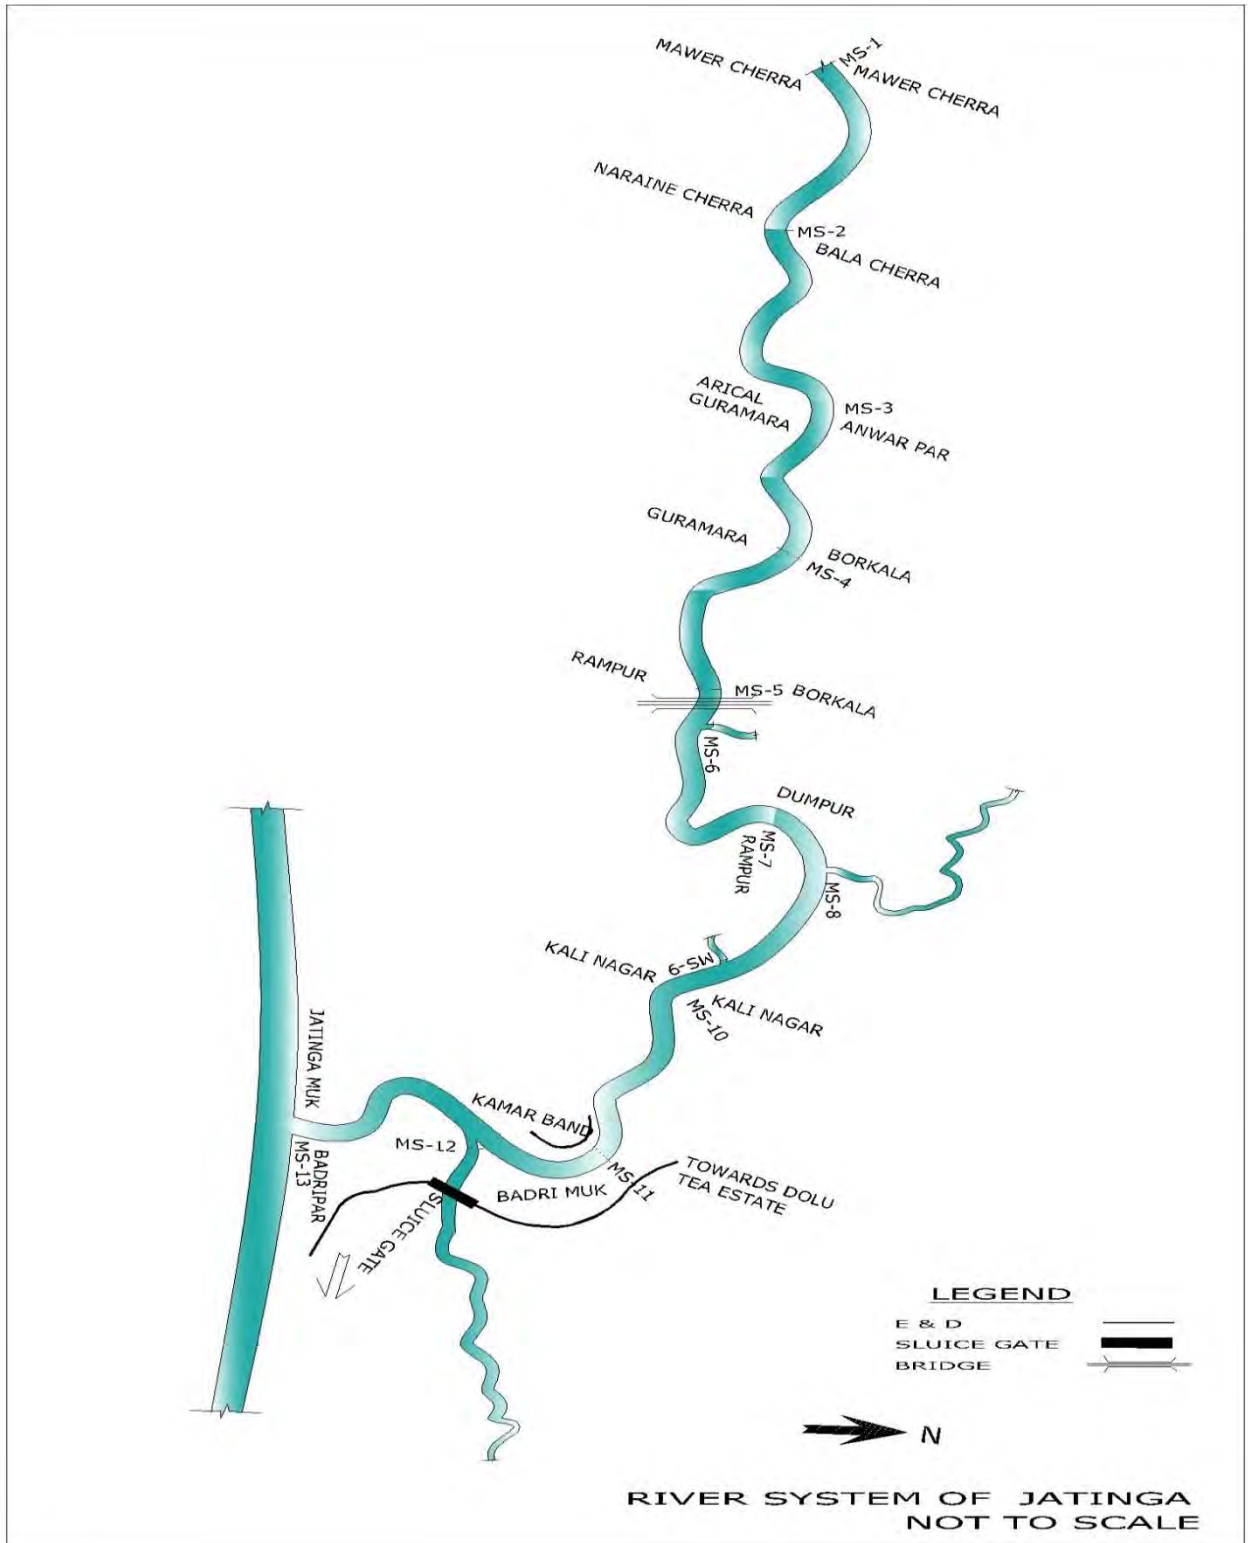 MS-1
MAWER CHERRA
MAWER CHERRA
NARAINE CHERRA
MS-2
BALA CHERRA
ARICAL
GURAMARA
MS-3
ANWAR PAR
GURAMARA
BORKALA
MS-4
RAMPUR
MS-5 BORKALA
MS-6
DUMPUR
MS-7
RAMPUR
MS-8
KALI NAGAR
MS-9
KALI NAGAR
MS-10
JATINGA MUK
KAMAR BAND
MS-12
MS-11
BADRI MUK
TOWARDS DOLU
TEA ESTATE
BADRIPAR
MS-13
SLUICE GATE
LEGEND
E & D
SLUICE GATE
BRIDGE
N
RIVER SYSTEM OF JATINGA
NOT TO SCALE